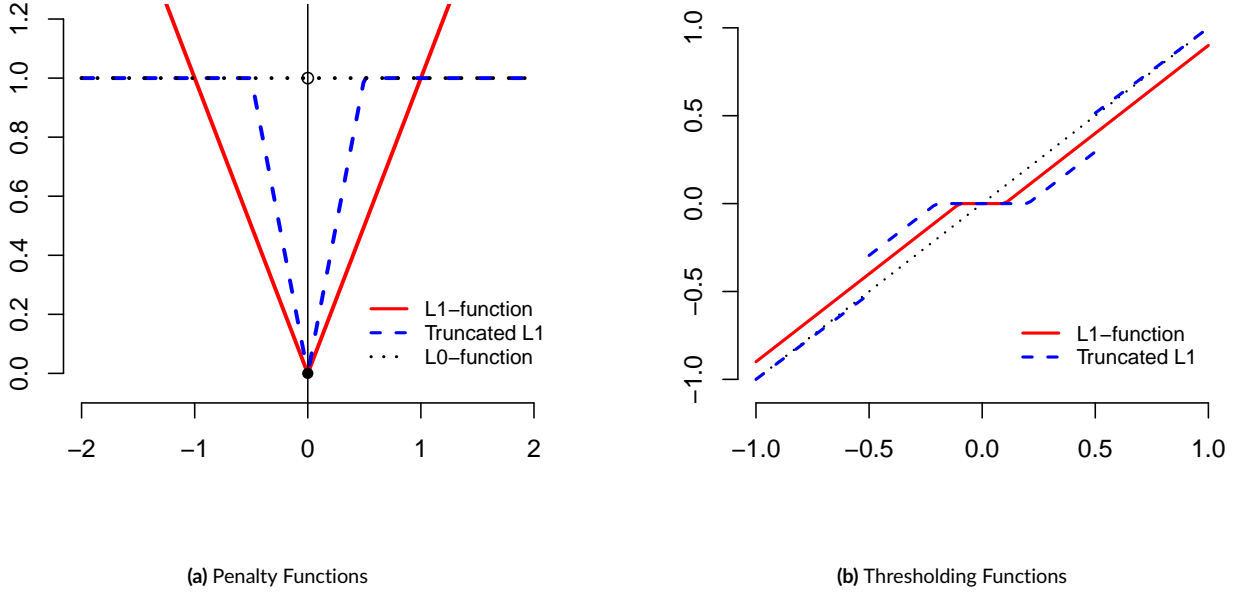 1.2
1.0
0.8
0.6
0.4
0.2
0.0
−2 −1 0 1 2
L1−function
Truncated L1
L0−function
(a) Penalty Functions
1.0
0.5
0.0
−0.5
−1.0
−1.0 −0.5 0.0 0.5 1.0
L1−function
Truncated L1
(b) Thresholding Functions